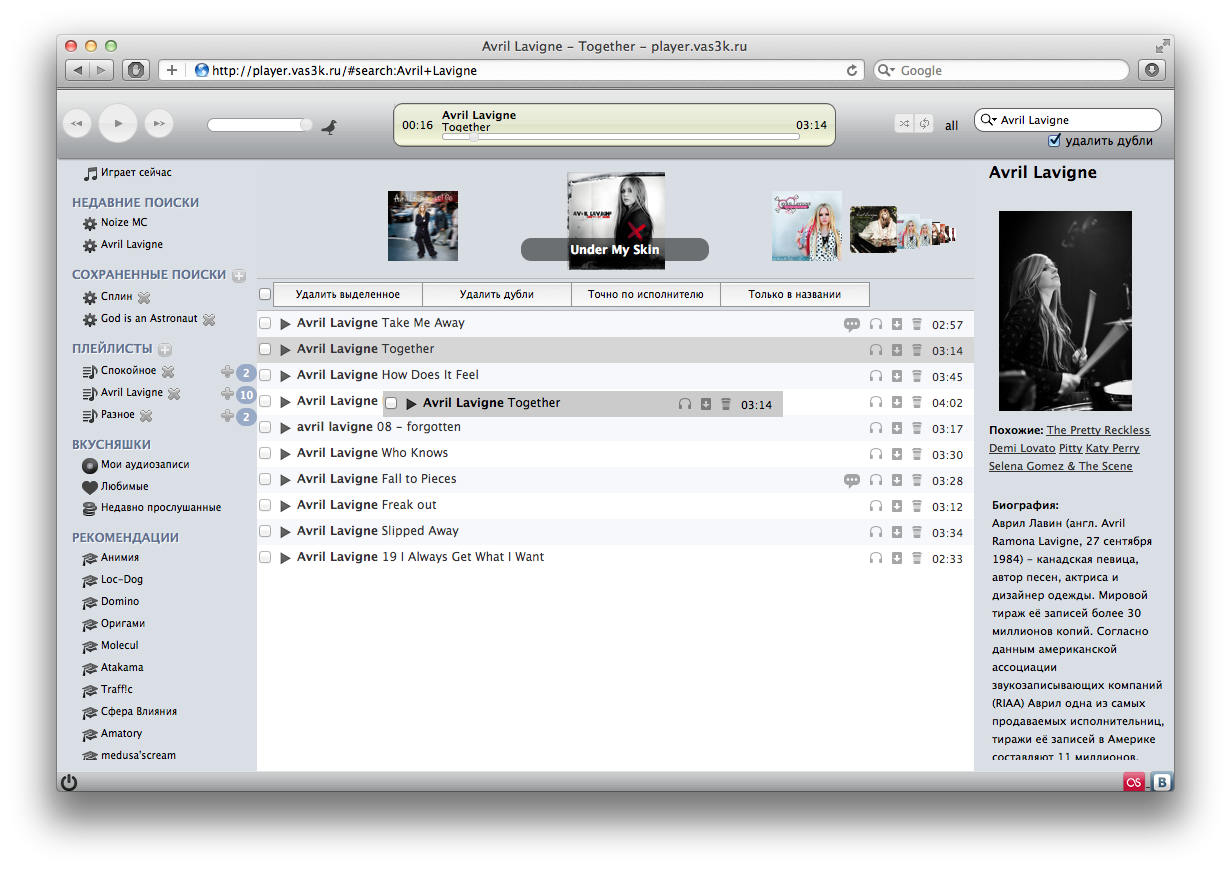 Avril Lavigne – Together – player.vas3k.ru
http://player.vas3k.ru/#search:Avril+Lavigne
Google
00:16
Avril Lavigne
Together
03:14
all
Avril Lavigne
удалить дубли
Играет сейчас
НЕДАВНИЕ ПОИСКИ
Noize MC
Avril Lavigne
СОХРАНЕННЫЕ ПОИСКИ
Сплин
God is an Astronaut
ПЛЕЙЛИСТЫ
Спокойное 2
Avril Lavigne 10
Разное 2
ВКУСНЯШКИ
Мои аудиозаписи
Любимые
Недавно прослушанные
РЕКОМЕНДАЦИИ
Анимия
Loc-Dog
Domino
Оригами
Molecul
Atakama
Traff!c
Сфера Влияния
Amatory
medusa'scream
AVRIL LAVIGNE
Under My Skin
Удалить выделенное Удалить дубли Точно по исполнителю Только в названии
Avril Lavigne Take Me Away 02:57
Avril Lavigne Together 03:14
Avril Lavigne How Does It Feel 03:45
Avril Lavigne 04:02
Avril Lavigne Together 03:14
avril lavigne 08 – forgotten 03:17
Avril Lavigne Who Knows 03:30
Avril Lavigne Fall to Pieces 03:28
Avril Lavigne Freak out 03:12
Avril Lavigne Slipped Away 03:34
Avril Lavigne 19 I Always Get What I Want 02:33
Avril Lavigne
Похожие: The Pretty Reckless
Demi Lovato Pitty Katy Perry
Selena Gomez & The Scene
Биография:
Аврил Лавин (англ. Avril
Ramona Lavigne, 27 сентября
1984) – канадская певица,
автор песен, актриса и
дизайнер одежды. Мировой
тираж её записей более 30
миллионов копий. Согласно
данным американской
ассоциации
звукозаписывающих компаний
(RIAA) Аврил одна из самых
продаваемых исполнительниц,
тиражи её записей в Америке
составляют 11 миллионов.
B